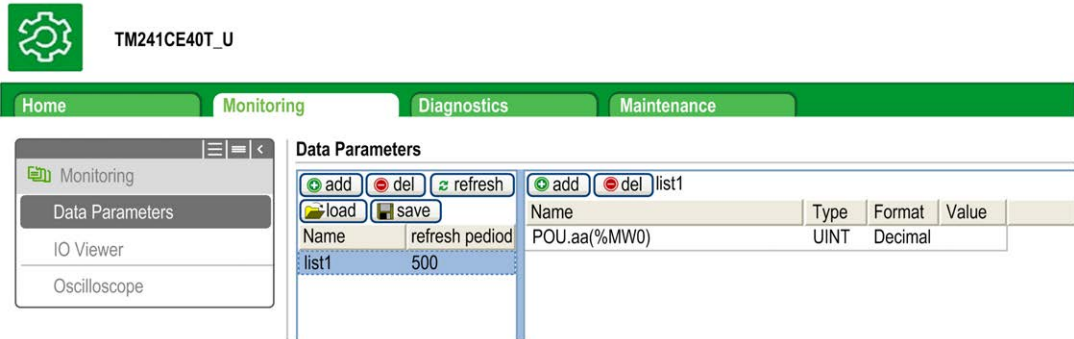 TM241CE40T_U
Home Monitoring Diagnostics Maintenance
Monitoring
Data Parameters
IO Viewer
Oscilloscope
Data Parameters
add del refresh
load save
Name refresh pediod
list1 500
add del list1
Name Type Format Value
POU.aa(%MW0) UINT Decimal